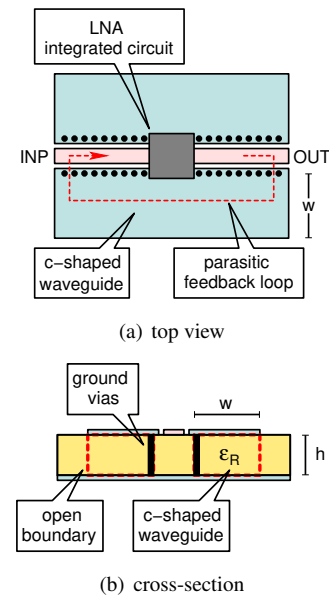 LNA
integrated circuit
INP
OUT
w
c-shaped
waveguide
parasitic
feedback loop
(a) top view
ground
vias
w
εR
h
open
boundary
c-shaped
waveguide
(b) cross-section